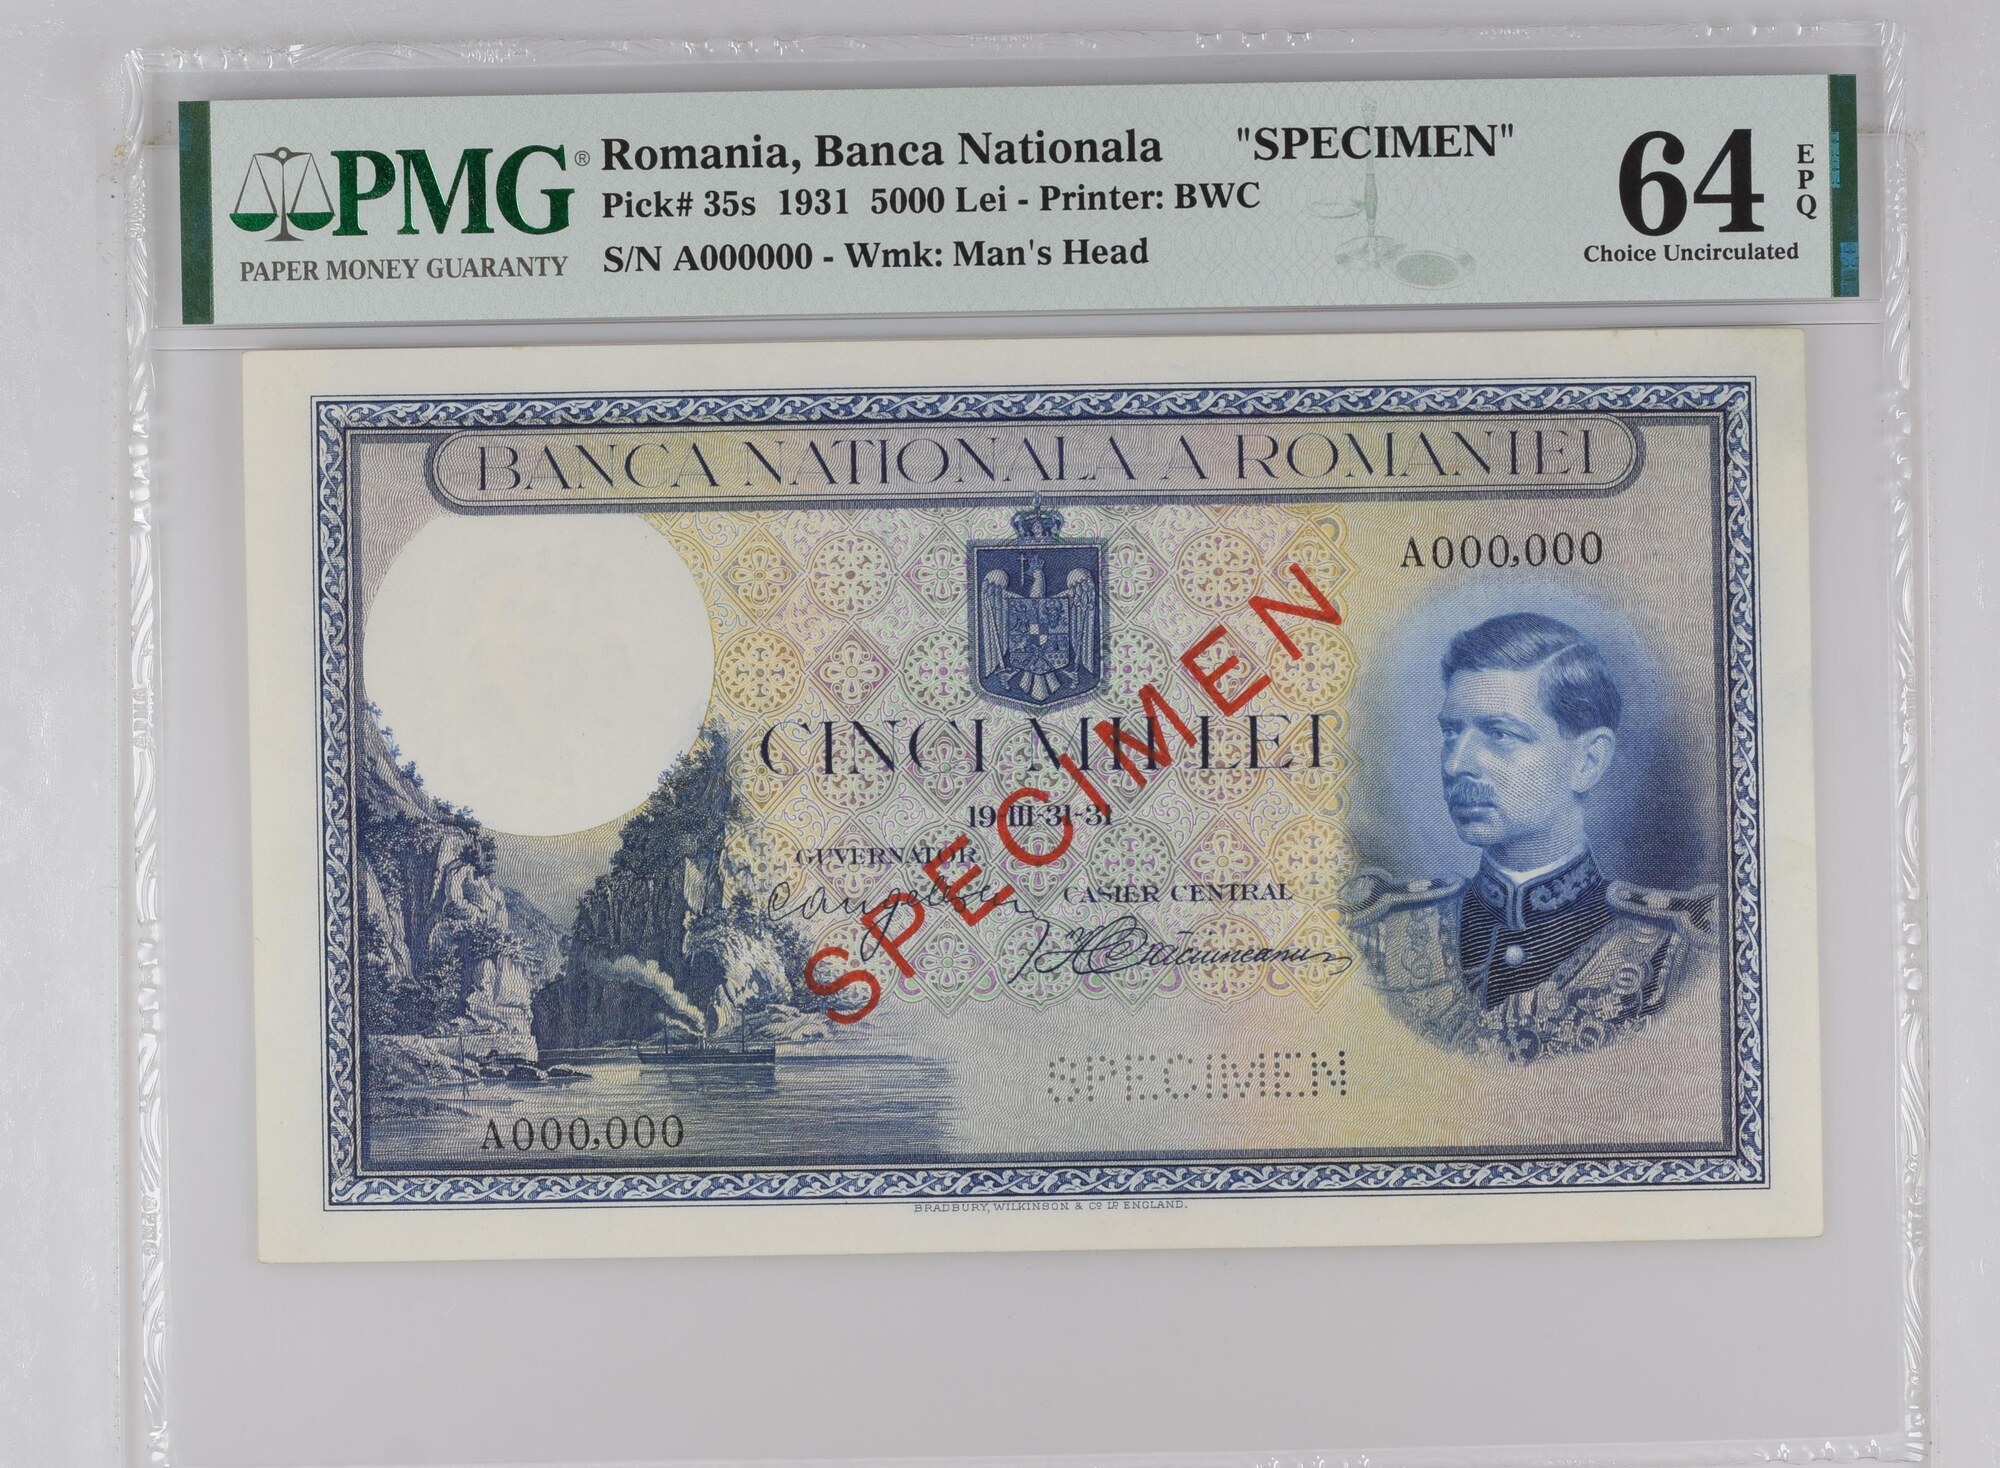 PMG®
PAPER MONEY GUARANTY
Romania, Banca Nationala "SPECIMEN"
Pick# 35s 1931 5000 Lei - Printer: BWC
S/N A000000 - Wmk: Man's Head
64 EPQ
Choice Uncirculated
BANCA NATIONALA A ROMANIEI
A000,000
CINCI MII LEI
19-III-31-31
GUVERNATOR
CASIER CENTRAL
SPECIMEN
SPECIMEN
A000,000
BRADBURY, WILKINSON & Cº Lᴰ ENGLAND.